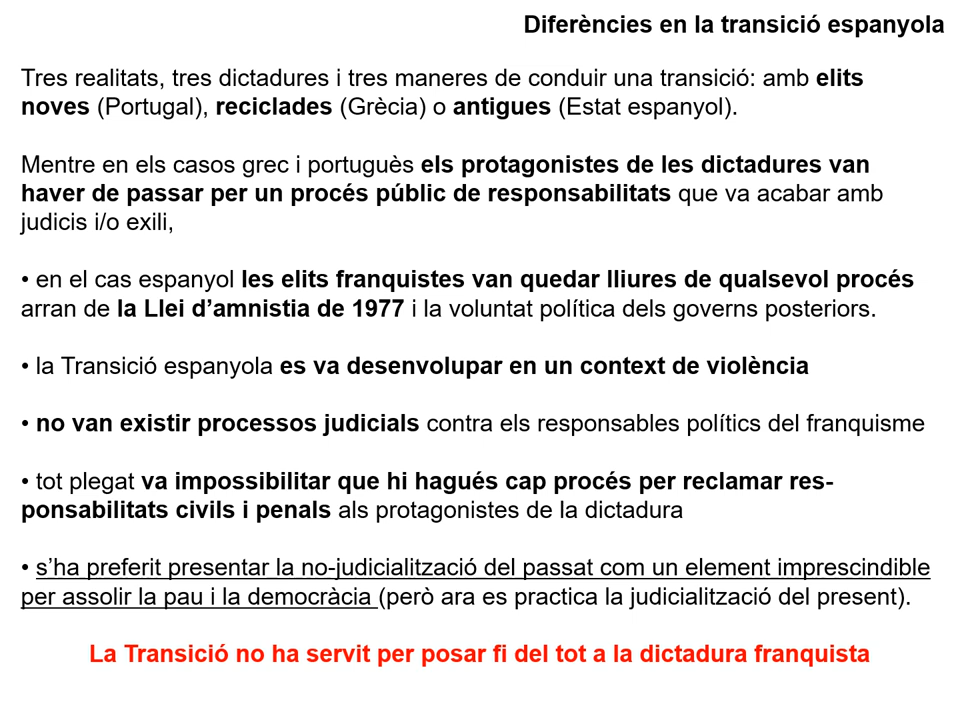 Diferències en la transició espanyola
Tres realitats, tres dictadures i tres maneres de conduir una transició: amb elits
noves (Portugal), reciclades (Grècia) o antigues (Estat espanyol).
Mentre en els casos grec i portuguès els protagonistes de les dictadures van
haver de passar per un procés públic de responsabilitats que va acabar amb
judicis i/o exili,
• en el cas espanyol les elits franquistes van quedar lliures de qualsevol procés
arran de la Llei d’amnistia de 1977 i la voluntat política dels governs posteriors.
• la Transició espanyola es va desenvolupar en un context de violència
• no van existir processos judicials contra els responsables polítics del franquisme
• tot plegat va impossibilitar que hi hagués cap procés per reclamar res-
ponsabilitats civils i penals als protagonistes de la dictadura
• s’ha preferit presentar la no-judicialització del passat com un element imprescindible
per assolir la pau i la democràcia (però ara es practica la judicialització del present).
La Transició no ha servit per posar fi del tot a la dictadura franquista